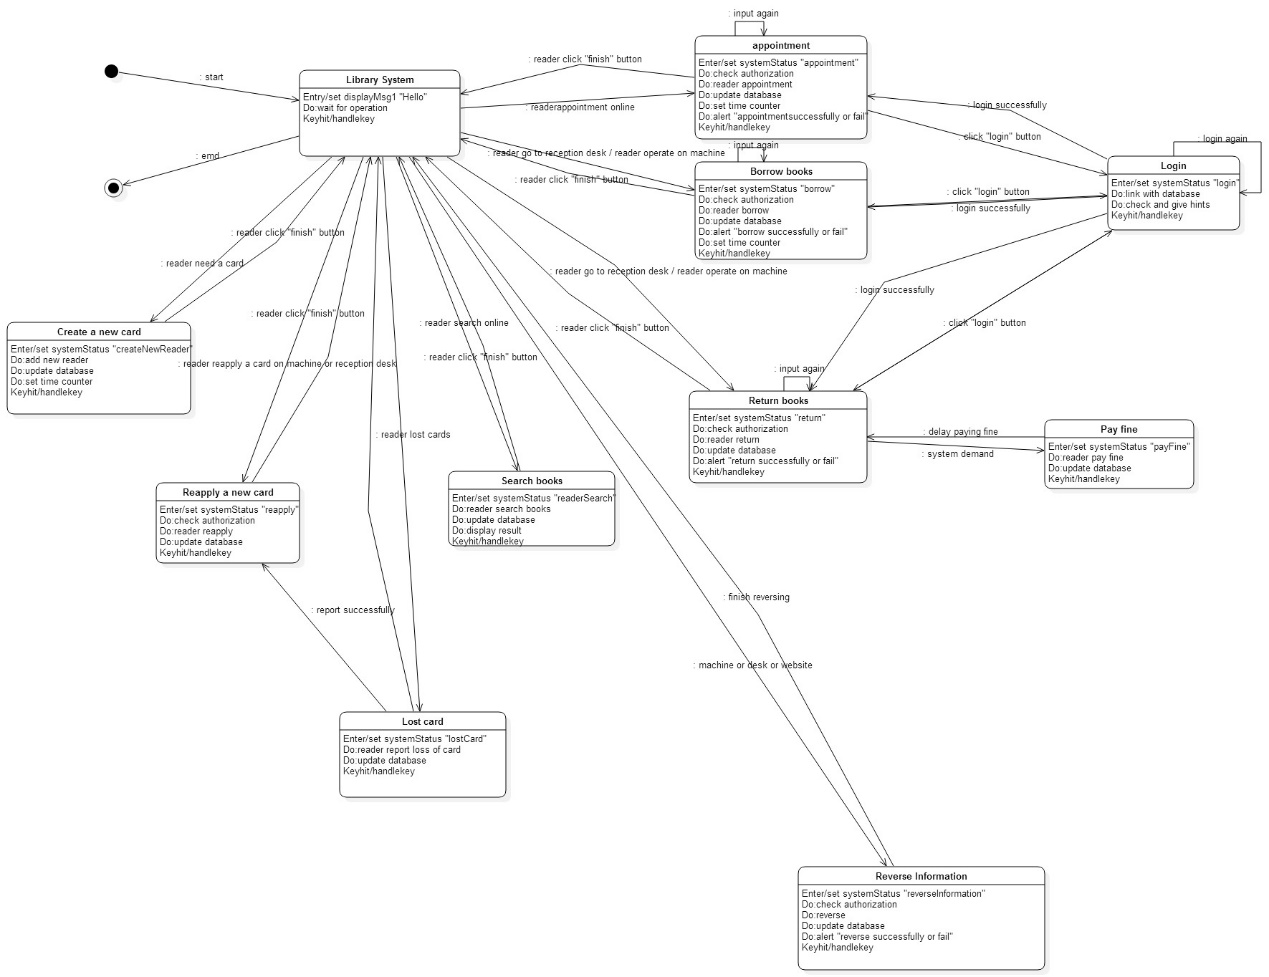 : input again
appointment
Enter/set systemStatus "appointment"
Do:check authorization
Do:reader appointment
Do:update database
Do:set time counter
Do:alert "appointmentsuccessfully or fail"
Keyhit/handlekey
: reader click "finish" button
: start
Library System
Entry/set displayMsg1 "Hello"
Do:wait for operation
Keyhit/handlekey
: readerappointment online
: login successfully
: click "login" button
: login again
: emd
: reader go to reception desk / reader operate on machine
: input again
: reader click "finish" button
Borrow books
Enter/set systemStatus "borrow"
Do:check authorization
Do:reader borrow
Do:update database
Do:alert "borrow successfully or fail"
Do:set time counter
Keyhit/handlekey
: click "login" button
: login successfully
Login
Enter/set systemStatus "login"
Do:link with database
Do:check and give hints
Keyhit/handlekey
: reader click "finish" button
: reader need a card
: reader go to reception desk / reader operate on machine
: login successfully
: reader click "finish" button
: reader search online
: reader click "finish" button
: click "login" button
Create a new card
Enter/set systemStatus "createNewReader"
Do:add new reader
Do:update database
Do:set time counter
Keyhit/handlekey
: reader reapply a card on machine or reception desk
: reader click "finish" button
: input again
Return books
Enter/set systemStatus "return"
Do:check authorization
Do:reader return
Do:update database
Do:alert "return successfully or fail"
Keyhit/handlekey
: delay paying fine
: system demand
Pay fine
Enter/set systemStatus "payFine"
Do:reader pay fine
Do:update database
Keyhit/handlekey
: reader lost cards
Reapply a new card
Enter/set systemStatus "reapply"
Do:check authorization
Do:reader reapply
Do:update database
Keyhit/handlekey
Search books
Enter/set systemStatus "readerSearch"
Do:reader search books
Do:update database
Do:display result
Keyhit/handlekey
: finish reversing
: report successfully
: machine or desk or website
Lost card
Enter/set systemStatus "lostCard"
Do:reader report loss of card
Do:update database
Keyhit/handlekey
Reverse Information
Enter/set systemStatus "reverseInformation"
Do:check authorization
Do:reverse
Do:update database
Do:alert "reverse successfully or fail"
Keyhit/handlekey